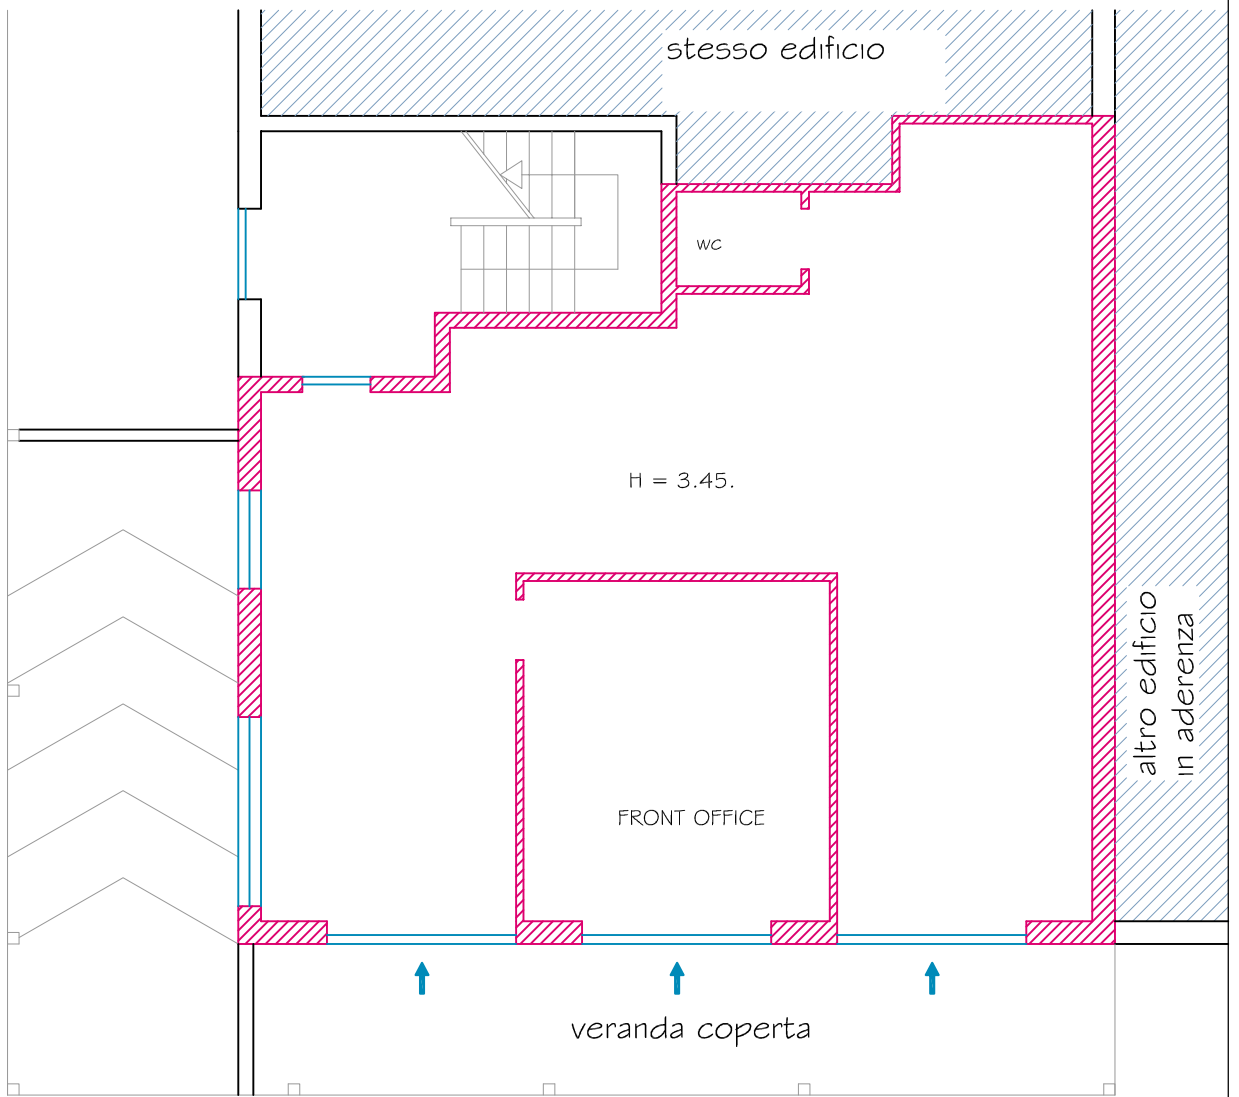 stesso edificio
WC
H = 3.45.
altro edificio
in aderenza
FRONT OFFICE
veranda coperta